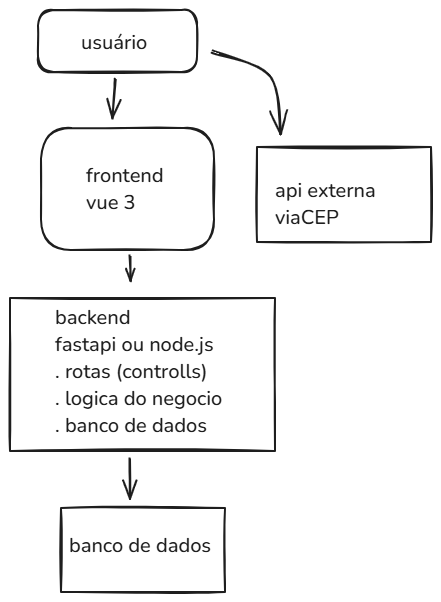 usuário
frontend
vue 3
api externa
viaCEP
backend
fastapi ou node.js
. rotas (controlls)
. logica do negocio
. banco de dados
banco de dados